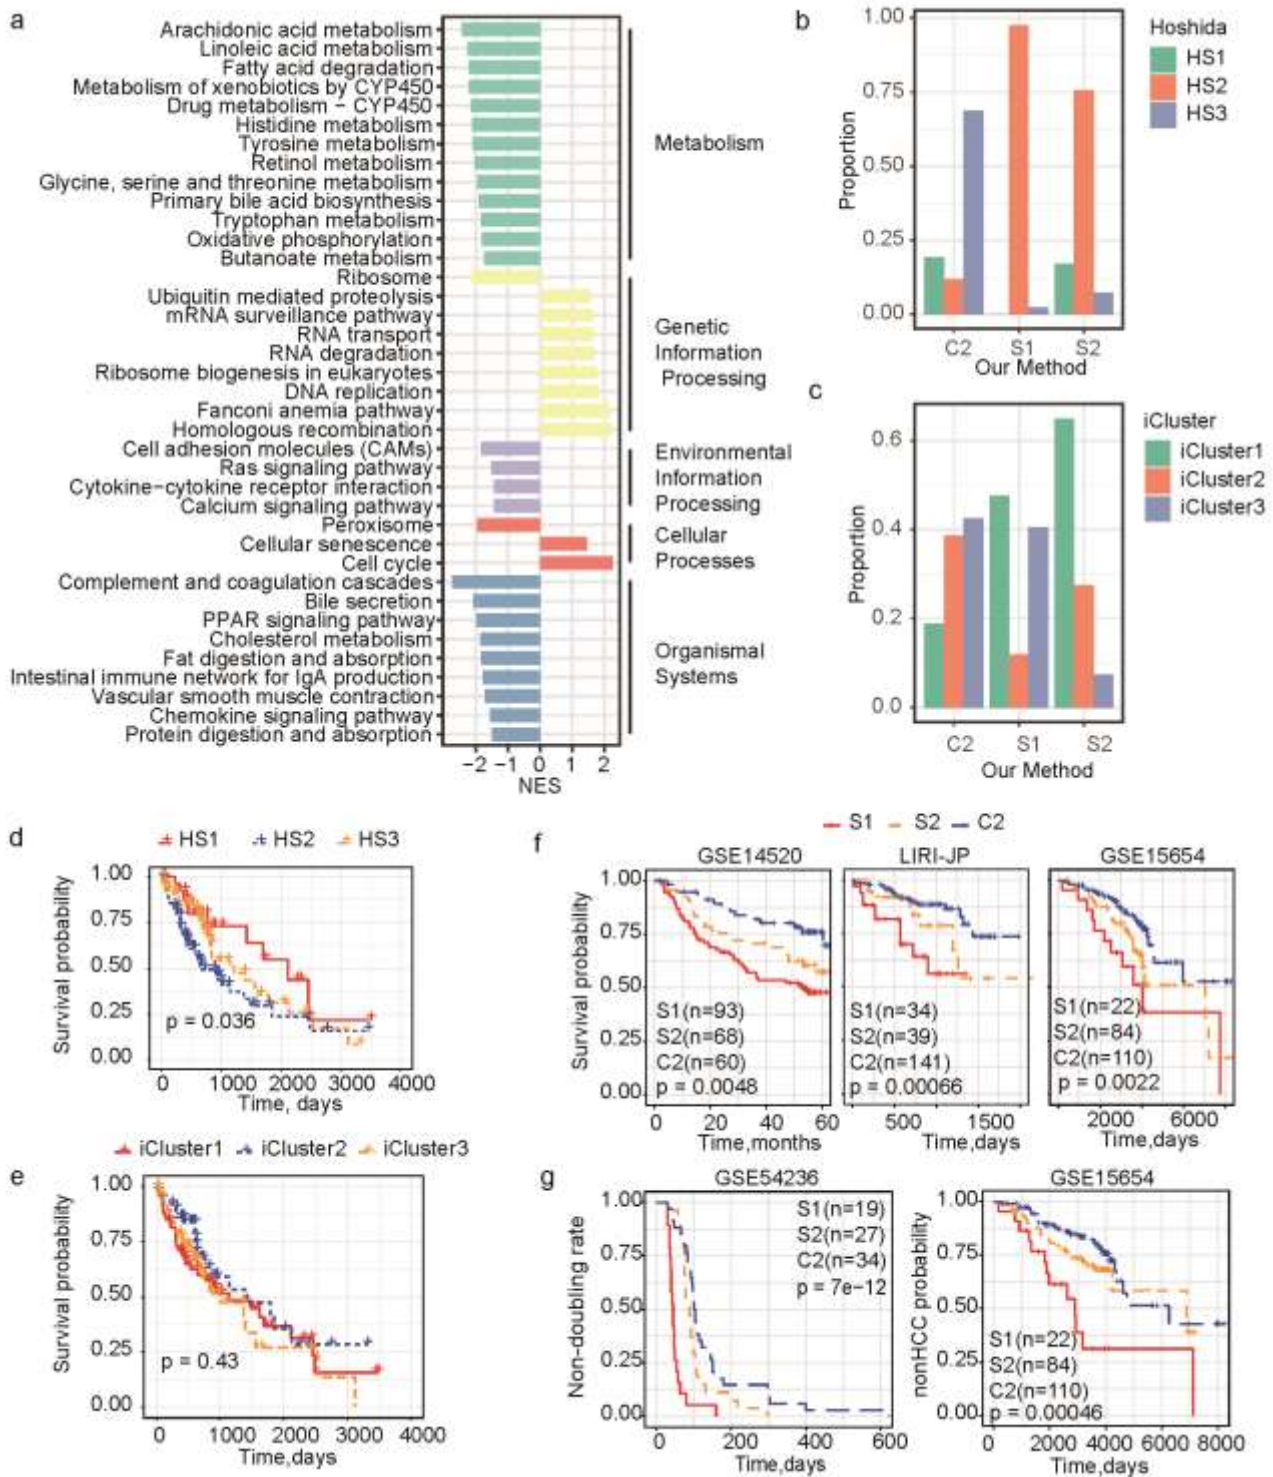 a
Arachidonic acid metabolism
Linoleic acid metabolism
Fatty acid degradation
Metabolism of xenobiotics by CYP450
Drug metabolism − CYP450
Histidine metabolism
Tyrosine metabolism
Retinol metabolism
Glycine, serine and threonine metabolism
Primary bile acid biosynthesis
Tryptophan metabolism
Oxidative phosphorylation
Butanoate metabolism
Ribosome
Ubiquitin mediated proteolysis
mRNA surveillance pathway
RNA transport
RNA degradation
Ribosome biogenesis in eukaryotes
DNA replication
Fanconi anemia pathway
Homologous recombination
Cell adhesion molecules (CAMs)
Ras signaling pathway
Cytokine−cytokine receptor interaction
Calcium signaling pathway
Peroxisome
Cellular senescence
Cell cycle
Complement and coagulation cascades
Bile secretion
PPAR signaling pathway
Cholesterol metabolism
Fat digestion and absorption
Intestinal immune network for IgA production
Vascular smooth muscle contraction
Chemokine signaling pathway
Protein digestion and absorption
−2 −1 0 1 2
NES
Metabolism
Genetic
Information
Processing
Environmental
Information
Processing
Cellular
Processes
Organismal
Systems
b
1.00
0.75
0.50
0.25
0.00
Proportion
C2 S1 S2
Our Method
Hoshida
HS1
HS2
HS3
c
0.6
0.4
0.2
0.0
Proportion
C2 S1 S2
Our Method
iCluster
iCluster1
iCluster2
iCluster3
d
HS1 HS2 HS3
1.00
0.75
0.50
0.25
0.00
Survival probability
p = 0.036
0 1000 2000 3000 4000
Time, days
e
iCluster1 iCluster2 iCluster3
1.00
0.75
0.50
0.25
0.00
Survival probability
p = 0.43
0 1000 2000 3000 4000
Time,days
f
S1 S2 C2
GSE14520 LIRI-JP GSE15654
1.00
0.75
0.50
0.25
0.00
Survival probability
S1(n=93)
S2(n=68)
C2(n=60)
p = 0.0048
0 20 40 60
Time,months
S1(n=34)
S2(n=39)
C2(n=141)
p = 0.00066
500 1500
Time,days
S1(n=22)
S2(n=84)
C2(n=110)
p = 0.0022
2000 6000
Time,days
g
GSE54236
1.00
0.75
0.50
0.25
0.00
Non−doubling rate
S1(n=19)
S2(n=27)
C2(n=34)
p = 7e−12
0 200 400 600
Time,days
GSE15654
1.00
0.75
0.50
0.25
0.00
nonHCC probability
S1(n=22)
S2(n=84)
C2(n=110)
p = 0.00046
0 2000 4000 6000 8000
Time,days